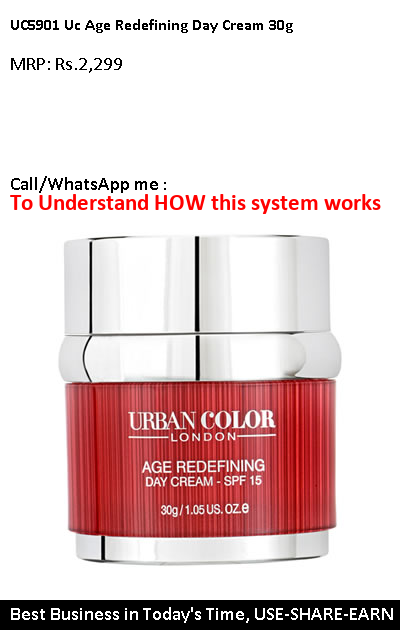 UC5901 Uc Age Redefining Day Cream 30g
MRP: Rs.2,299
Call/WhatsApp me :
To Understand HOW this system works
URBAN COLOR
LONDON
AGE REDEFINING
DAY CREAM - SPF 15
30g / 1.05 US. OZ.e
Best Business in Today's Time, USE-SHARE-EARN